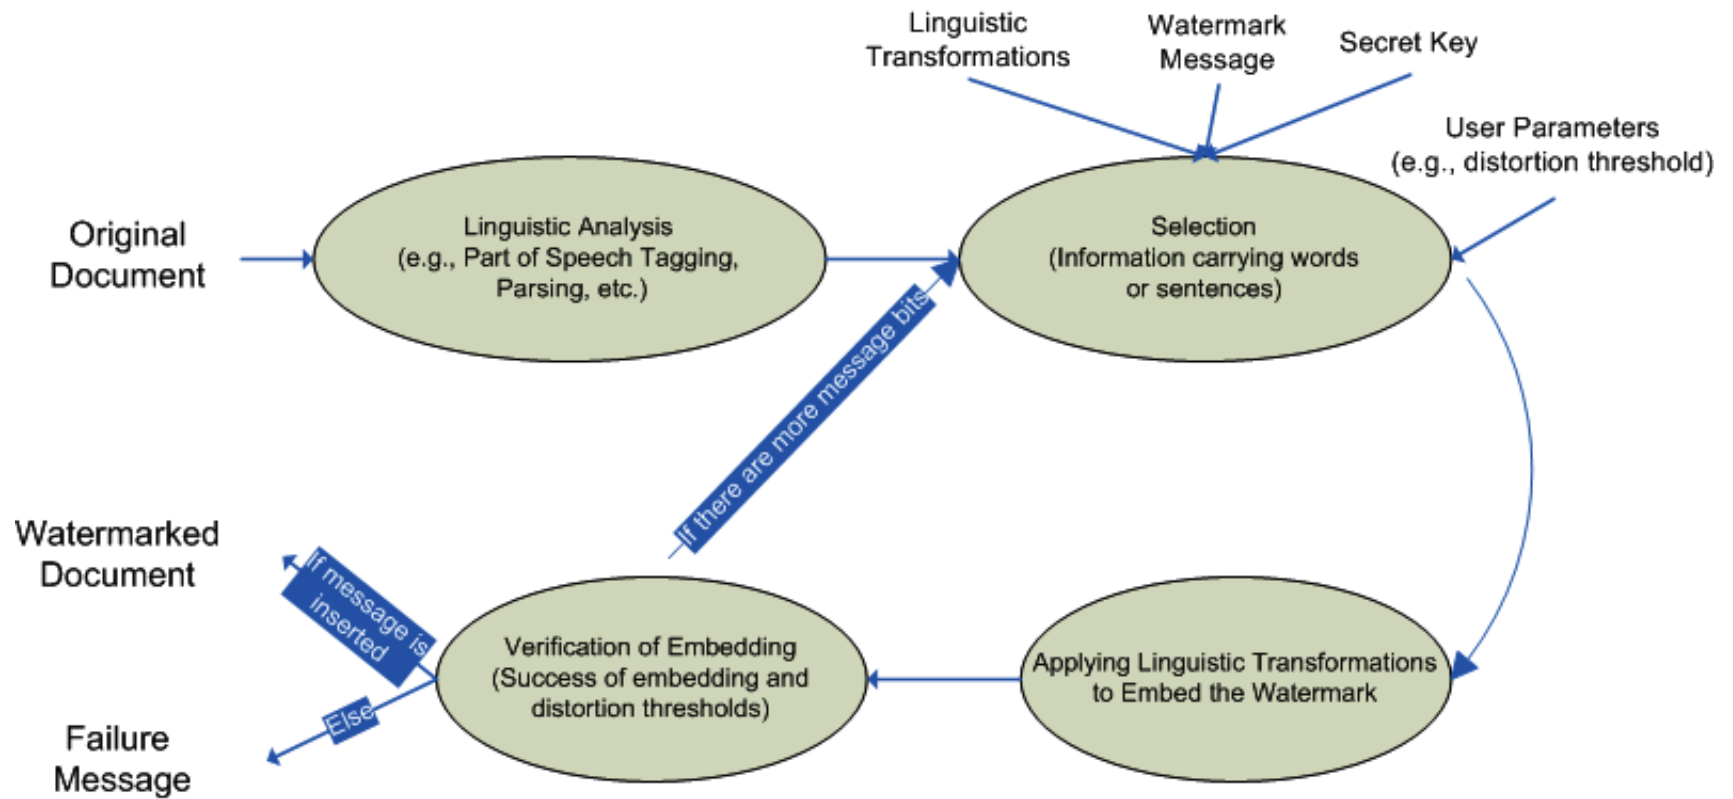 Linguistic
Transformations
Watermark
Message
Secret Key
User Parameters
(e.g., distortion threshold)
Original
Document
Linguistic Analysis
(e.g., Part of Speech Tagging,
Parsing, etc.)
Selection
(Information carrying words
or sentences)
If there are more message bits
Watermarked
Document
If message is
inserted
Verification of Embedding
(Success of embedding and
distortion thresholds)
Applying Linguistic Transformations
to Embed the Watermark
Else
Failure
Message